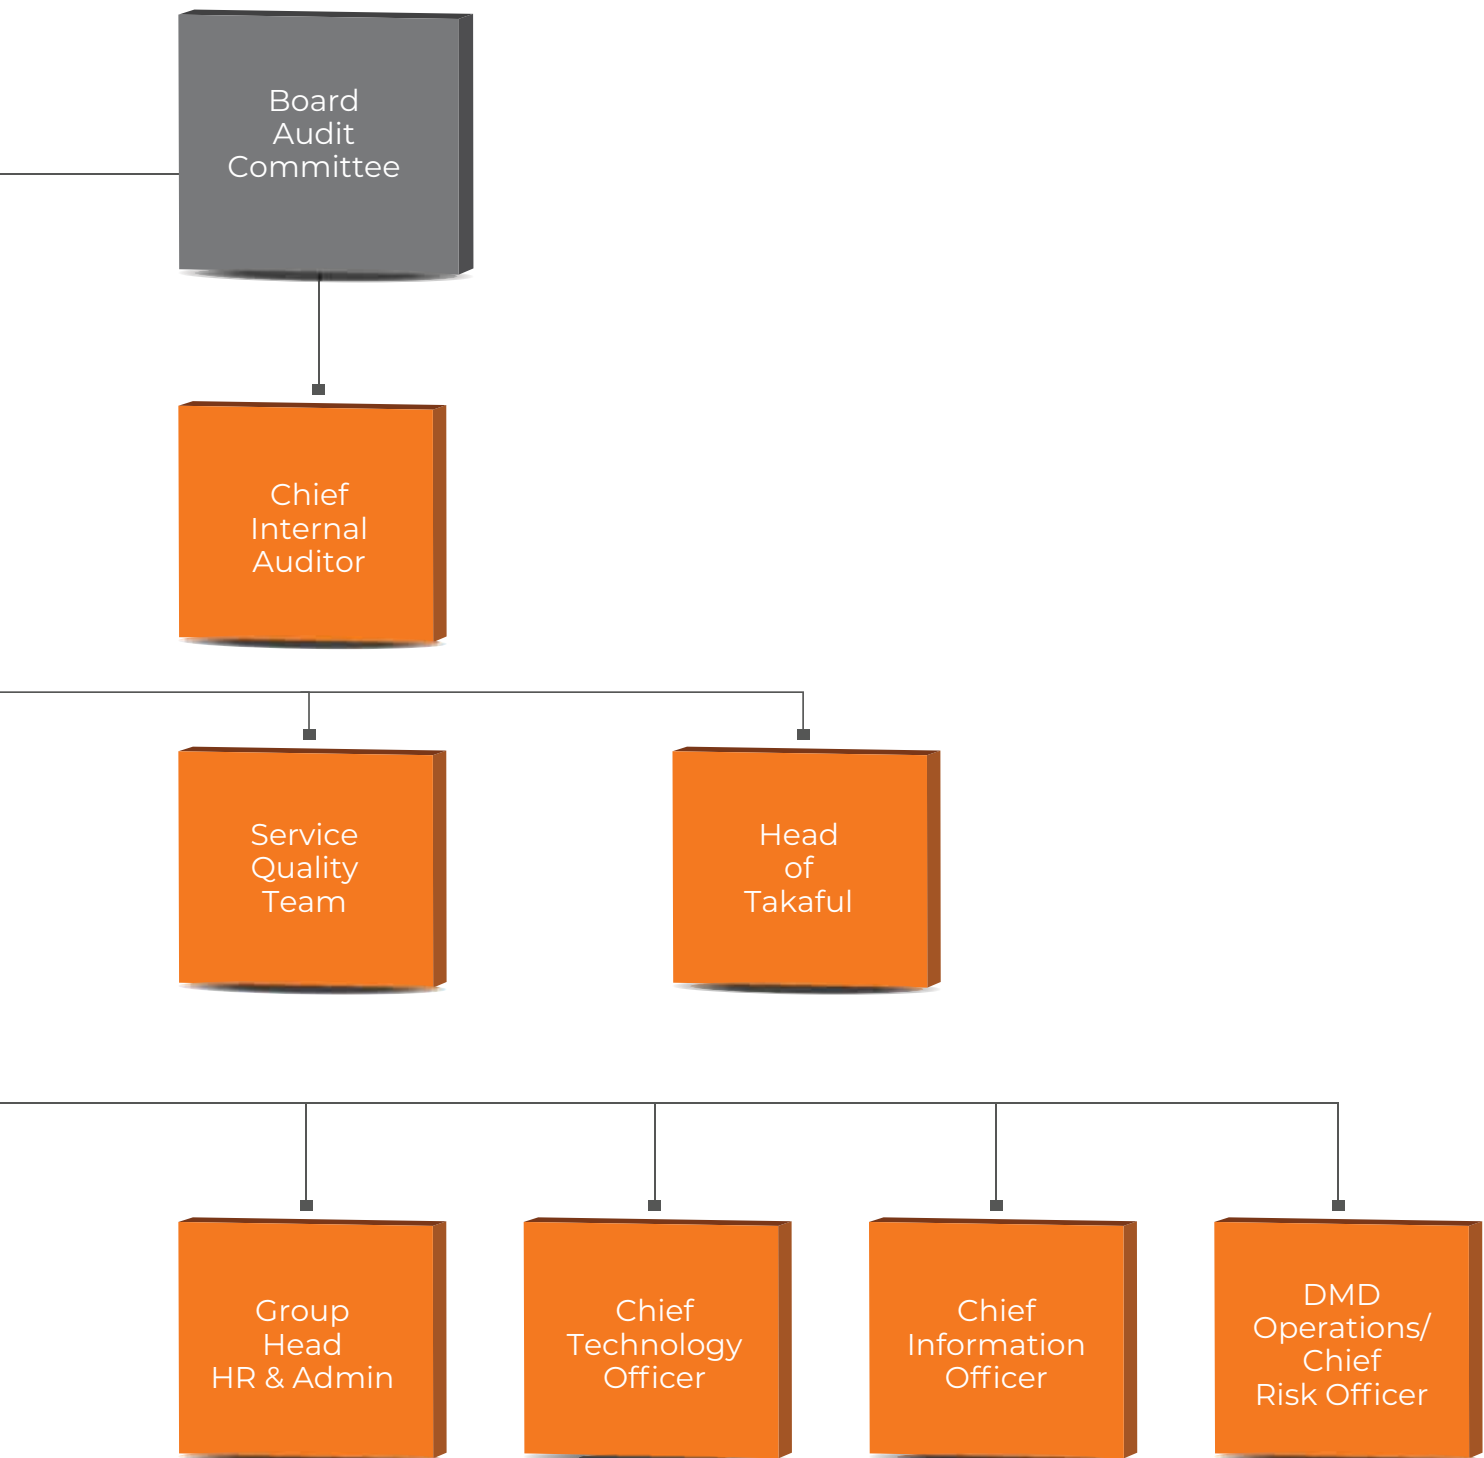 Board
Audit
Committee
Chief
Internal
Auditor
Service
Quality
Team
Head
of
Takaful
Group
Head
HR & Admin
Chief
Technology
Officer
Chief
Information
Officer
DMD
Operations/
Chief
Risk Officer